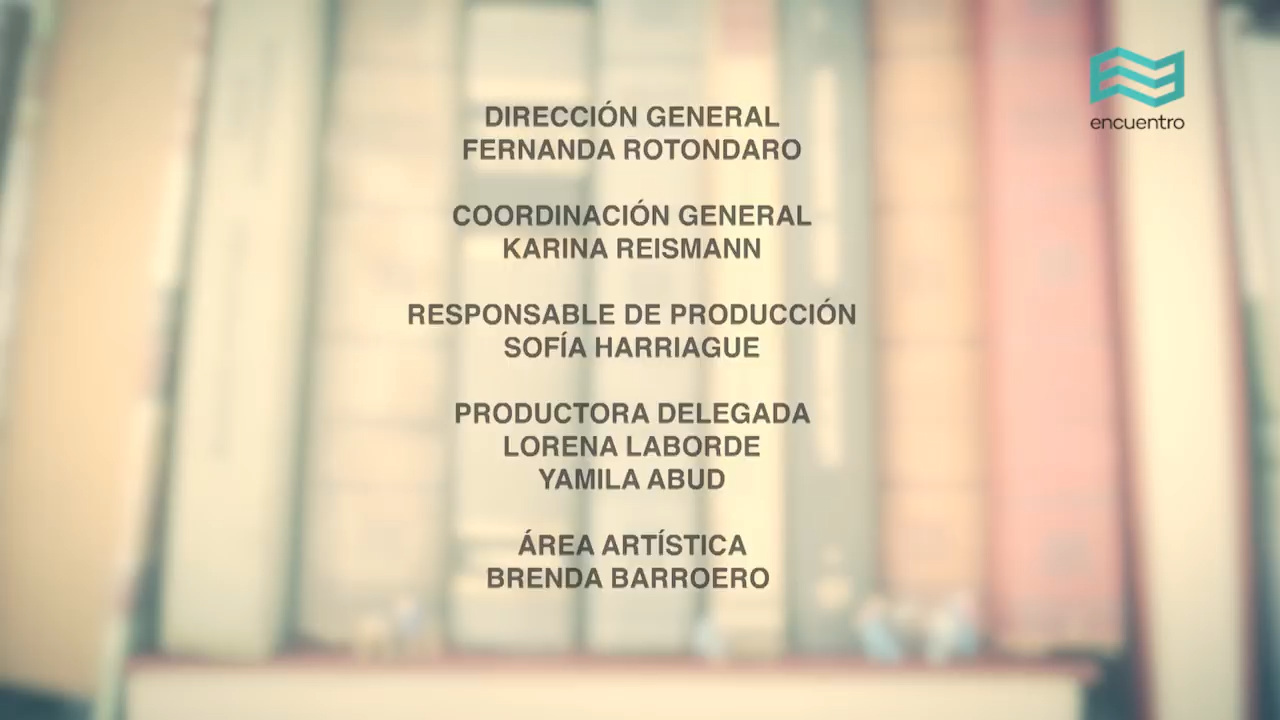 DIRECCIÓN GENERAL
FERNANDA ROTONDARO
COORDINACIÓN GENERAL
KARINA REISMANN
RESPONSABLE DE PRODUCCIÓN
SOFÍA HARRIAGUE
PRODUCTORA DELEGADA
LORENA LABORDE
YAMILA ABUD
ÁREA ARTÍSTICA
BRENDA BARROERO
encuentro